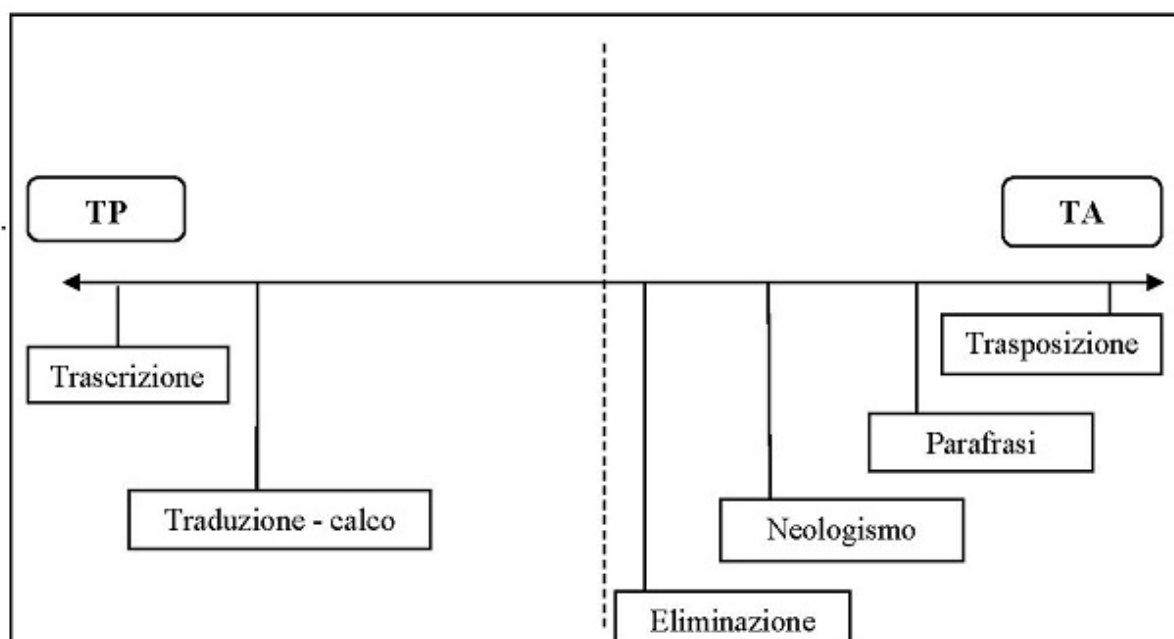 TP
TA
Trasposizione
Trascrizione
Parafrasi
Traduzione - calco
Neologismo
Eliminazione